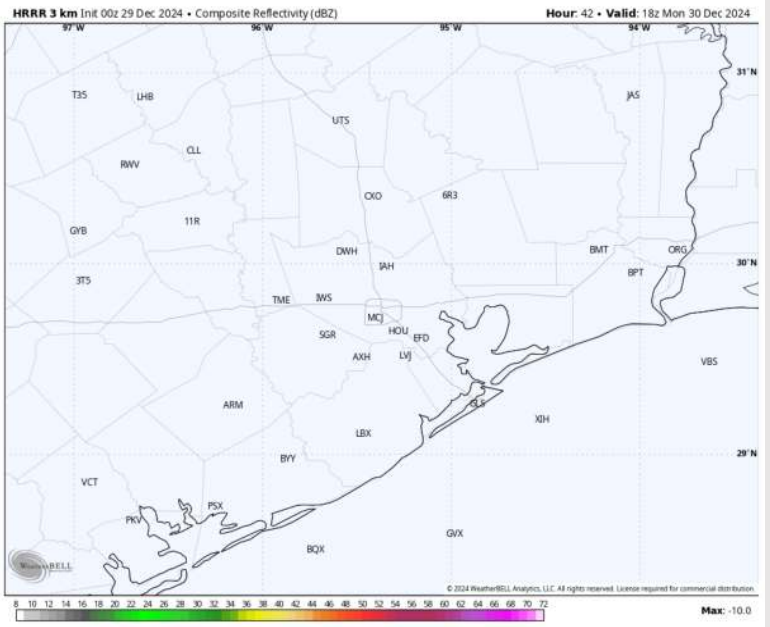 HRRR 3 km Init 00z 29 Dec 2024 • Composite Reflectivity (dBZ) Hour: 42 • Valid: 18z Mon 30 Dec 2024
97°W 96°W 95°W 94°W
31°N
T35 LHB JAS
UTS
CLL
RWV
CXO 6R3
11R
GYB
DWH BMT ORG
IAH 30°N
BPT
3T5
TME IWS
MCJ
HOU
SGR EFD
AXH LVJ
VBS
ARM GLS
XIH
LBX
BYY 29°N
VCT
PSX
PKV
GVX
BQX
WeatherBELL
© 2024 WeatherBELL Analytics, LLC. All rights reserved. License required for commercial distribution.
8 10 12 14 16 18 20 22 24 26 28 30 32 34 36 38 40 42 44 46 48 50 52 54 56 58 60 62 64 66 68 70 72
Max: -10.0